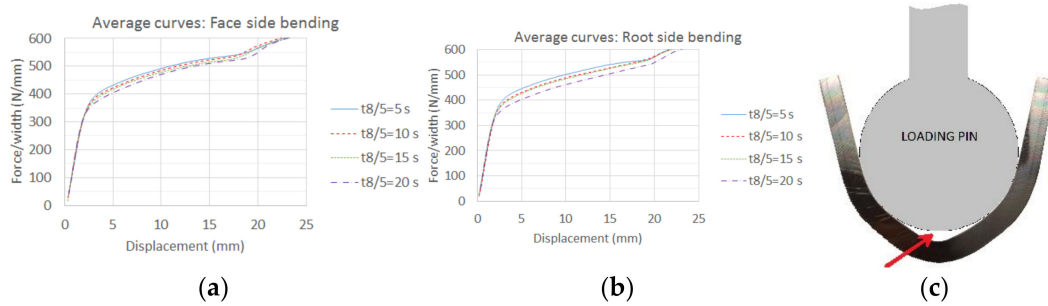 Average curves: Face side bending
Force/width (N/mm)
600
500
400
300
200
100
0
0 5 10 15 20 25
Displacement (mm)
t8/5=5 s
t8/5=10 s
t8/5=15 s
t8/5=20 s
(a)
Average curves: Root side bending
Force/width (N/mm)
600
500
400
300
200
100
0
0 5 10 15 20 25
Displacement (mm)
t8/5=5 s
t8/5=10 s
t8/5=15 s
t8/5=20 s
(b)
LOADING PIN
(c)